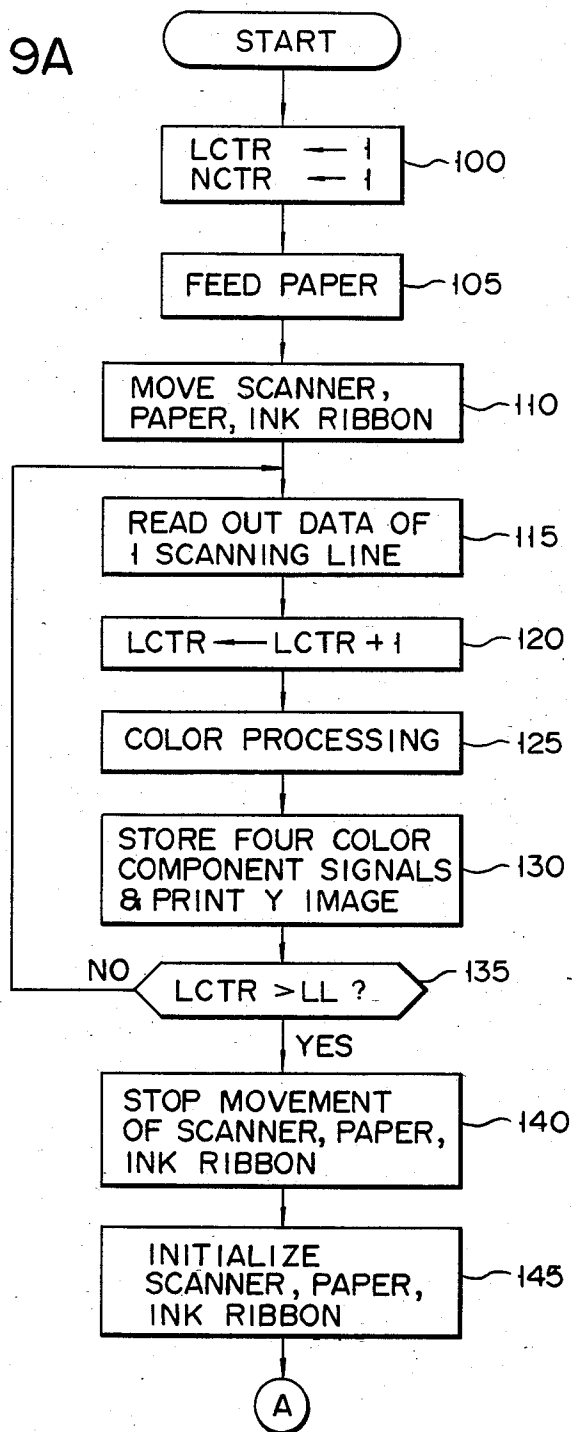 9A
START
LCTR ← 1
NCTR ← 1
100
FEED PAPER
105
MOVE SCANNER,
PAPER, INK RIBBON
110
READ OUT DATA OF
1 SCANNING LINE
115
LCTR ← LCTR + 1
120
COLOR PROCESSING
125
STORE FOUR COLOR
COMPONENT SIGNALS
& PRINT Y IMAGE
130
NO
LCTR > LL ?
135
YES
STOP MOVEMENT
OF SCANNER, PAPER,
INK RIBBON
140
INITIALIZE
SCANNER, PAPER,
INK RIBBON
145
A